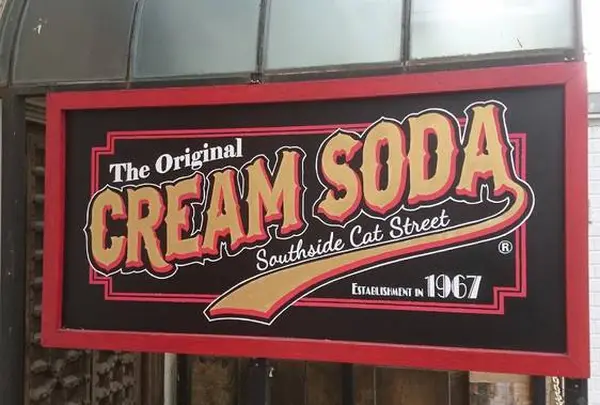 The Original
CREAM SODA
Southside Cat Street
®
ESTABLISHMENT IN 1967